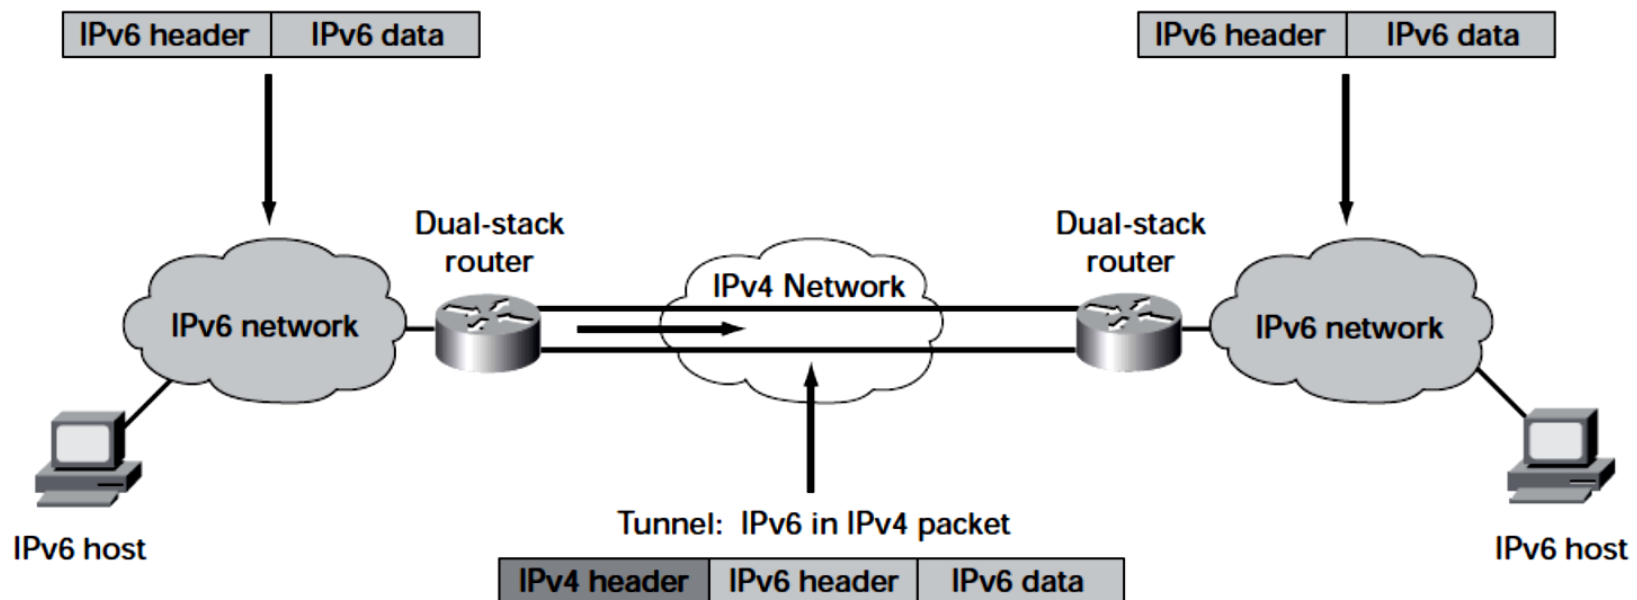 IPv6 header IPv6 data
IPv6 header IPv6 data
Dual-stack
router
Dual-stack
router
IPv4 Network
IPv6 network
IPv6 network
Tunnel: IPv6 in IPv4 packet
IPv6 host
IPv6 host
IPv4 header IPv6 header IPv6 data